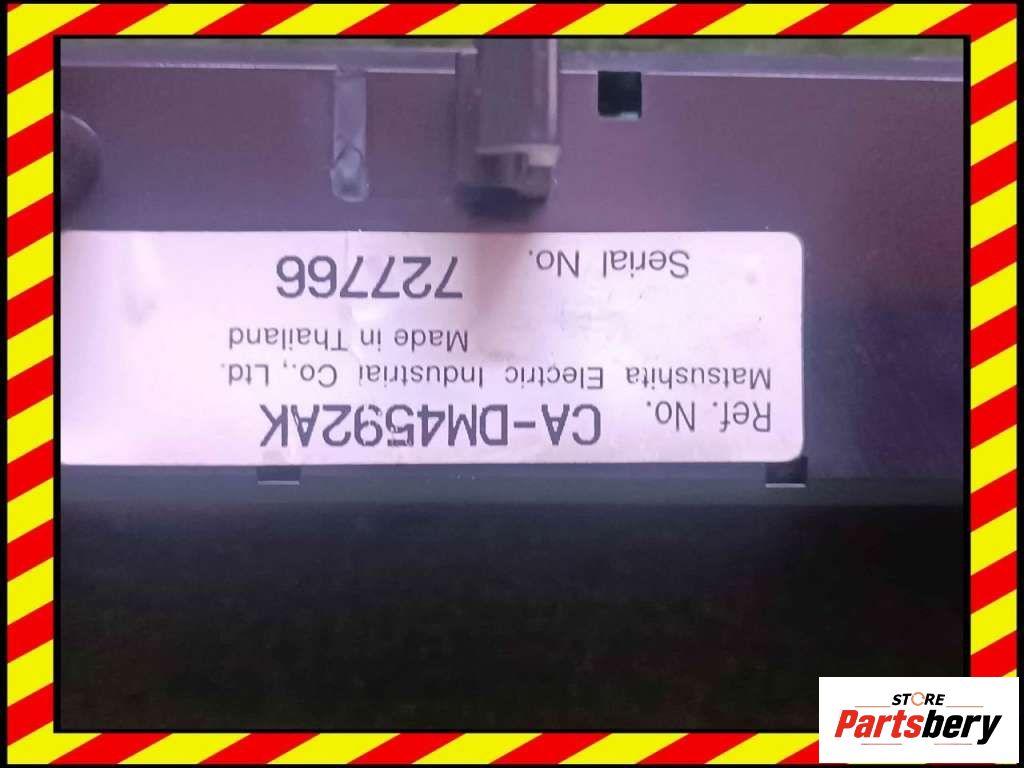 Ref. No. CA-DM4592AK
Matsushita Electric Industrial Co., Ltd.
Made in Thailand
Serial No. 727766
STORE
Partsbery